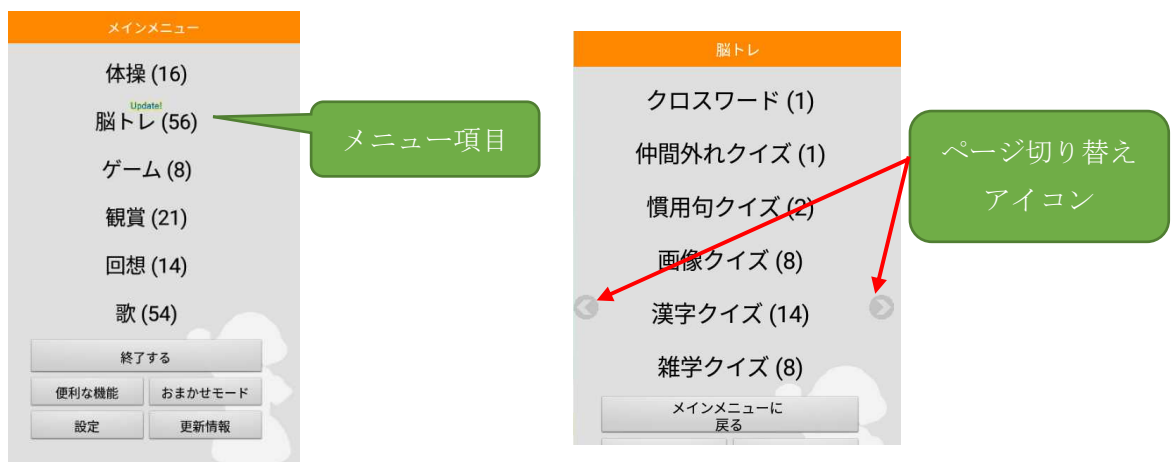 メインメニュー
体操 (16)
Update!
脳トレ (56)
ゲーム (8)
観賞 (21)
回想 (14)
歌 (54)
終了する
便利な機能
おまかせモード
設定
更新情報
メニュー項目
脳トレ
クロスワード (1)
仲間外れクイズ (1)
慣用句クイズ (2)
画像クイズ (8)
漢字クイズ (14)
雑学クイズ (8)
メインメニューに
戻る
ページ切り替え
アイコン